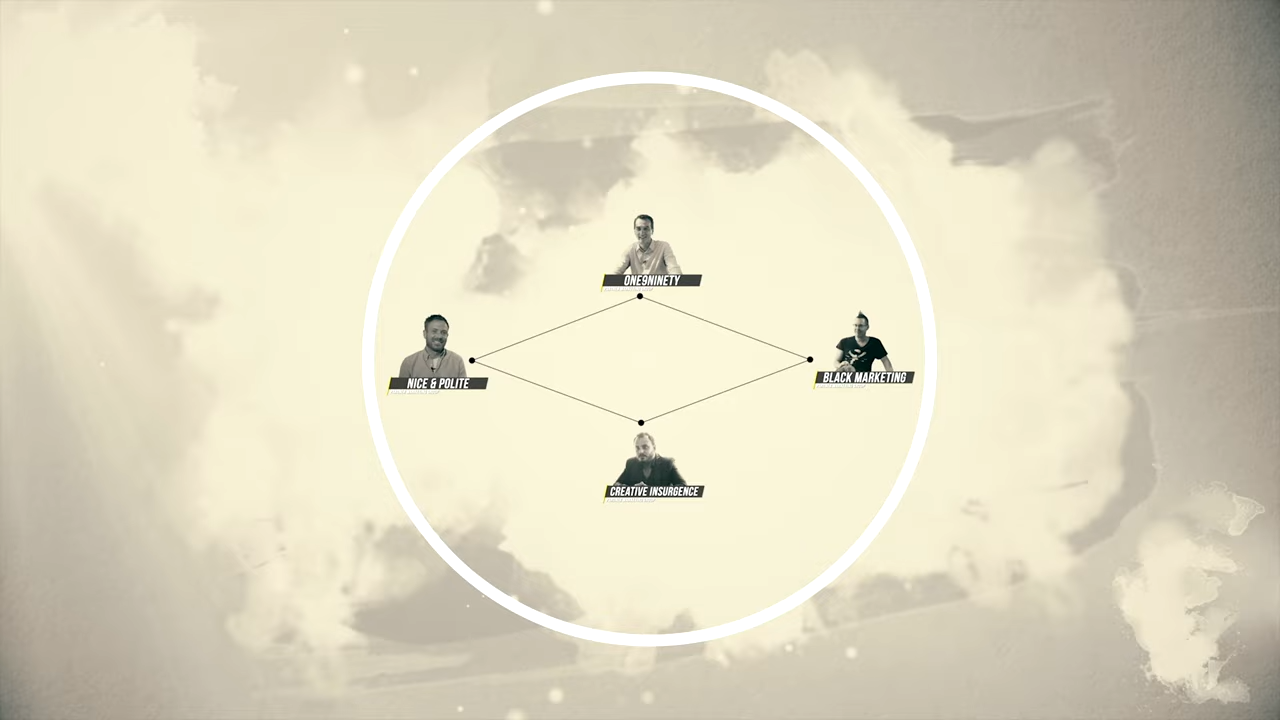 ONE9NINETY
NICE & POLITE
BLACK MARKETING
CREATIVE INSURGENCE